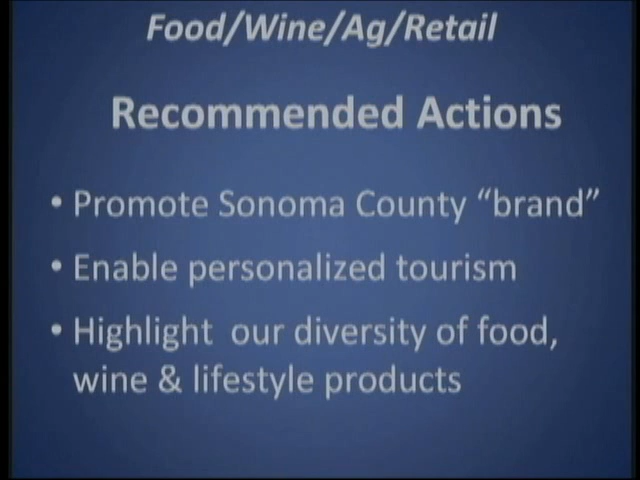 Food/Wine/Ag/Retail
Recommended Actions
• Promote Sonoma County “brand”
• Enable personalized tourism
• Highlight  our diversity of food,
wine & lifestyle products